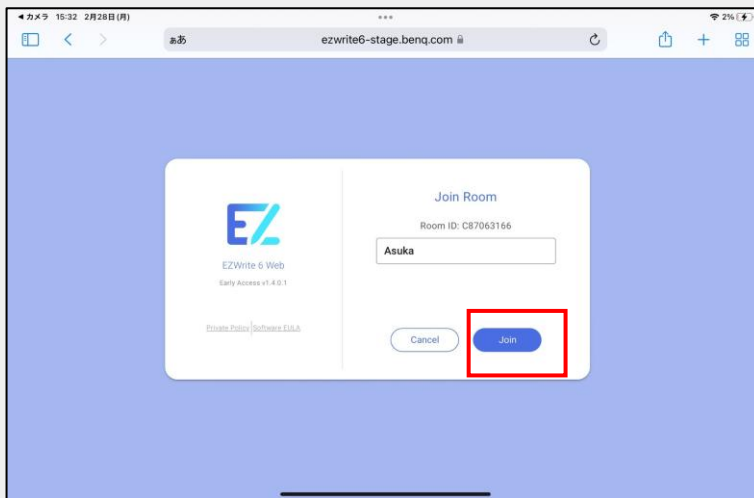 カメラ 15:32 2月28日(月) 2%
ぁあ ezwrite6-stage.benq.com
EZ
EZWrite 6 Web
Early Access v1.4.0.1
Private Policy Software EULA
Join Room
Room ID: C87063166
Asuka
Cancel Join